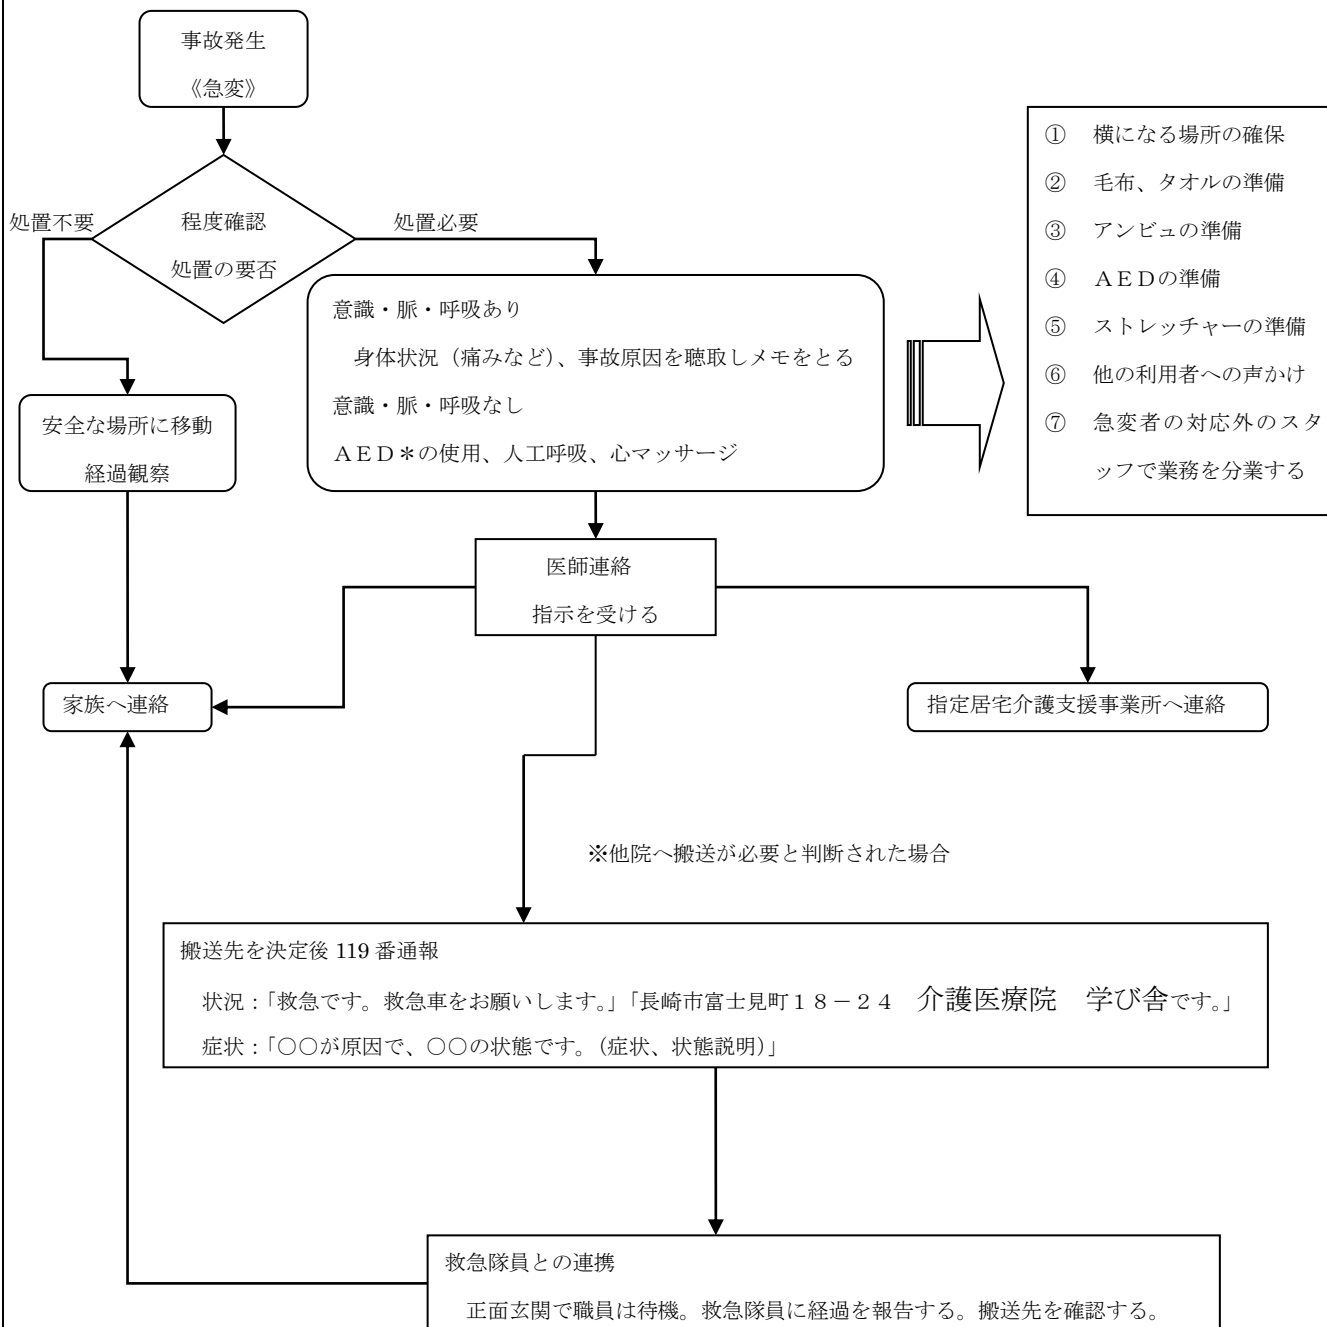 事故発生
《急変》
処置不要
程度確認
処置の要否
処置必要
意識・脈・呼吸あり
身体状況（痛みなど）、事故原因を聴取しメモをとる
意識・脈・呼吸なし
ＡＥＤ＊の使用、人工呼吸、心マッサージ
① 横になる場所の確保
② 毛布、タオルの準備
③ アンビュの準備
④ ＡＥＤの準備
⑤ ストレッチャーの準備
⑥ 他の利用者への声かけ
⑦ 急変者の対応外のスタ
ッフで業務を分業する
安全な場所に移動
経過観察
医師連絡
指示を受ける
家族へ連絡
指定居宅介護支援事業所へ連絡
※他院へ搬送が必要と判断された場合
搬送先を決定後 119 番通報
状況：「救急です。救急車をお願いします。」「長崎市富士見町１８－２４　介護医療院　学び舎です。」
症状：「〇〇が原因で、〇〇の状態です。（症状、状態説明）」
救急隊員との連携
正面玄関で職員は待機。救急隊員に経過を報告する。搬送先を確認する。